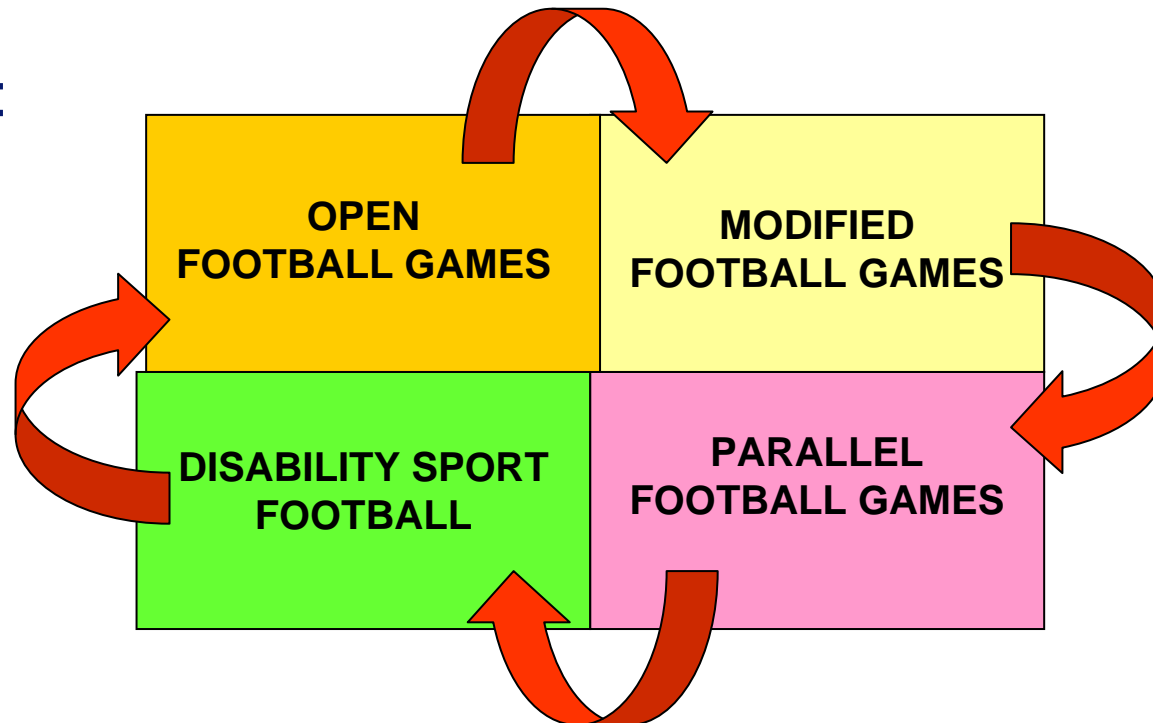 OPEN
FOOTBALL GAMES
MODIFIED
FOOTBALL GAMES
DISABILITY SPORT
FOOTBALL
PARALLEL
FOOTBALL GAMES